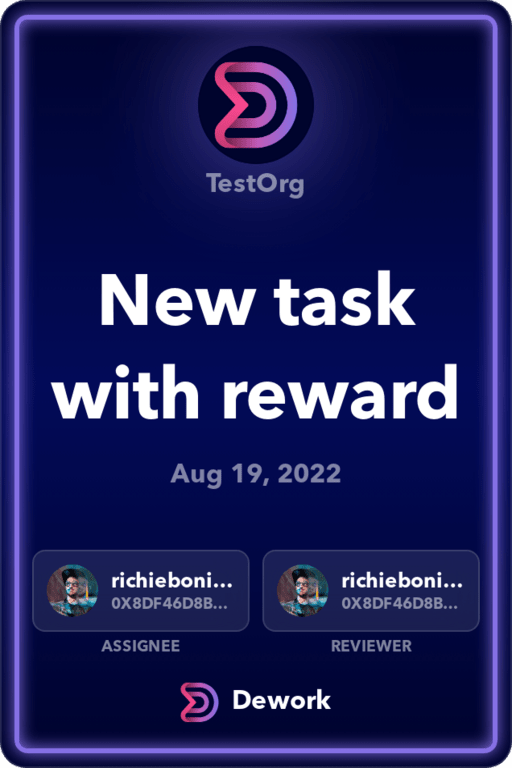 TestOrg
New task
with reward
Aug 19, 2022
richieboni...
0X8DF46D8B...
ASSIGNEE
richieboni...
0X8DF46D8B...
REVIEWER
Dework